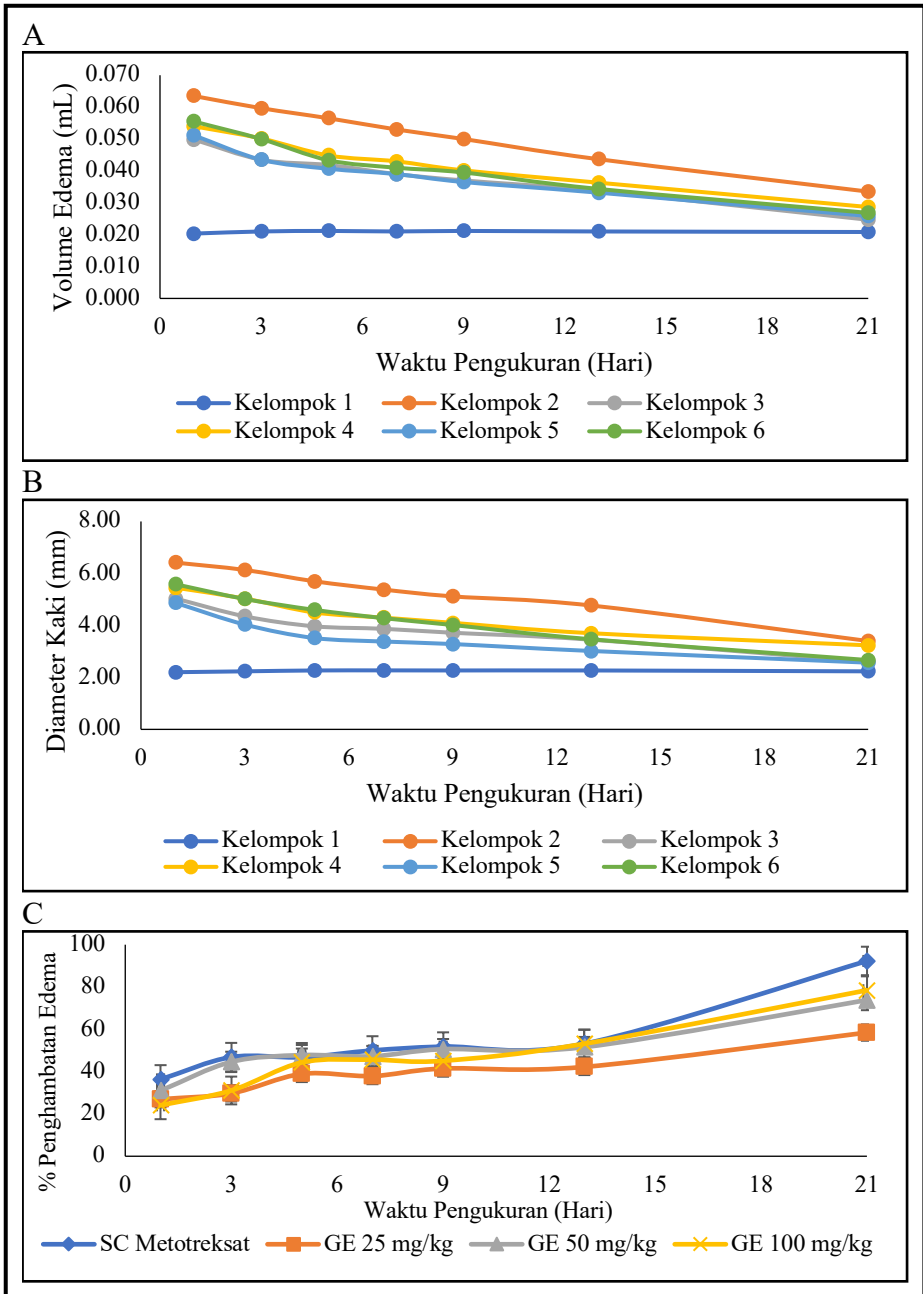 A
Volume Edema (mL)
0.070
0.060
0.050
0.040
0.030
0.020
0.010
0.000
0 3 6 9 12 15 18 21
Waktu Pengukuran (Hari)
Kelompok 1 Kelompok 2 Kelompok 3
Kelompok 4 Kelompok 5 Kelompok 6
B
Diameter Kaki (mm)
8.00
6.00
4.00
2.00
0.00
0 3 6 9 12 15 18 21
Waktu Pengukuran (Hari)
Kelompok 1 Kelompok 2 Kelompok 3
Kelompok 4 Kelompok 5 Kelompok 6
C
% Penghambatan Edema
100
80
60
40
20
0
0 3 6 9 12 15 18 21
Waktu Pengukuran (Hari)
SC Metotreksat GE 25 mg/kg GE 50 mg/kg GE 100 mg/kg